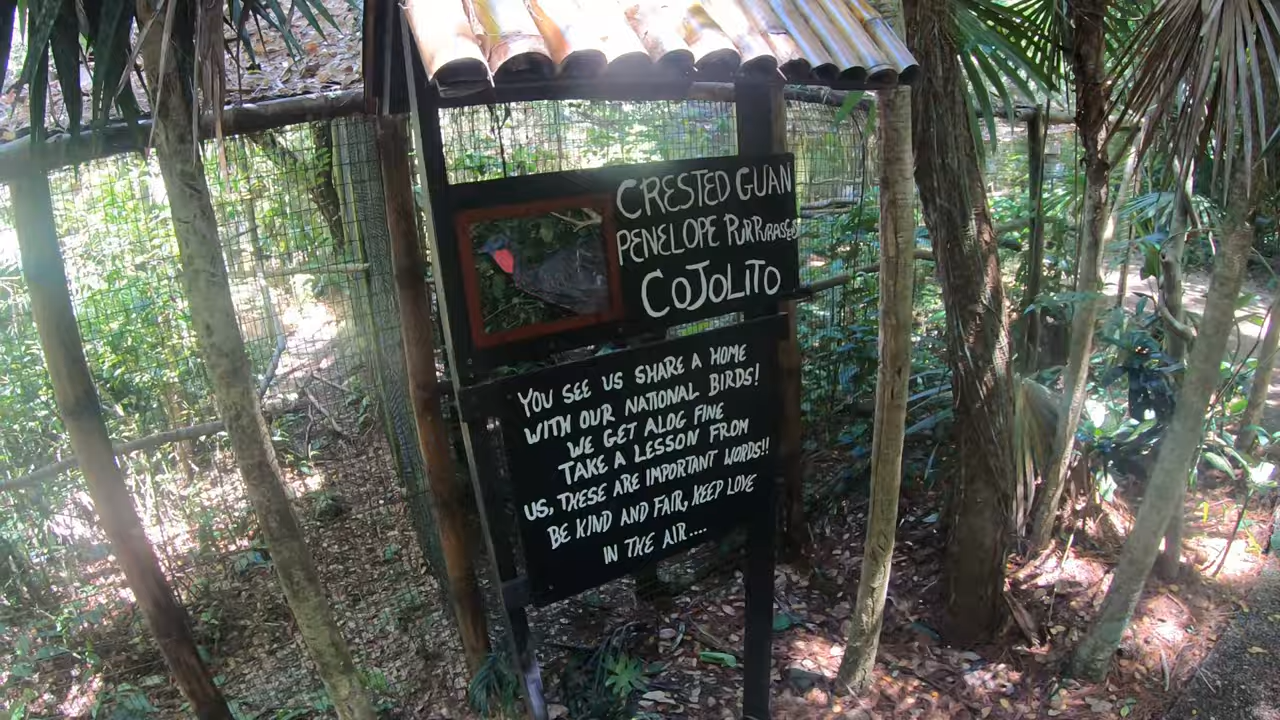 CRESTED GUAN
PENELOPE PURPURASCENS
COJOLITO
YOU SEE US SHARE A HOME
WITH OUR NATIONAL BIRDS!
WE GET ALOG FINE
TAKE A LESSON FROM
US, THESE ARE IMPORTANT WORDS!!
BE KIND AND FAIR, KEEP LOVE
IN THE AIR....